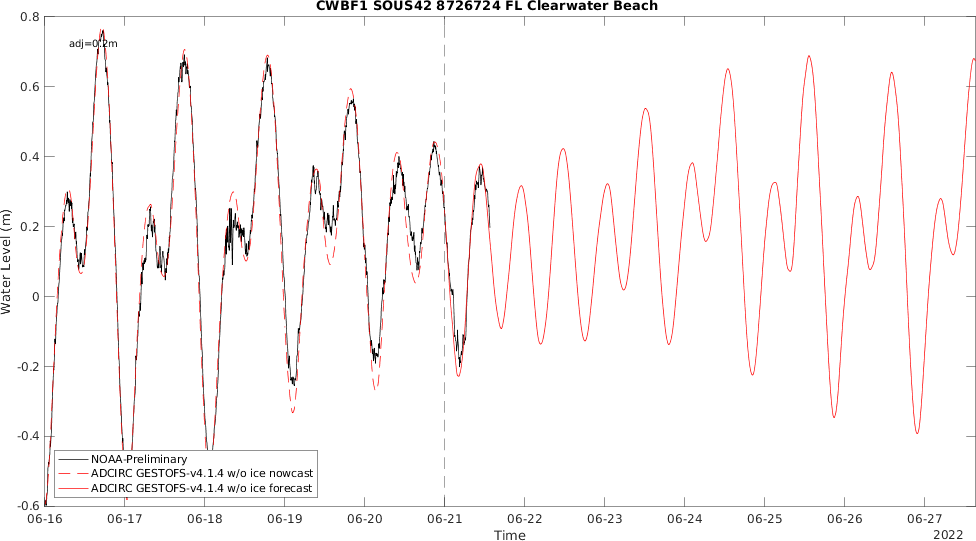 CWBF1 SOUS42 8726724 FL Clearwater Beach
adj=0.2m
0.8
0.6
0.4
0.2
0
-0.2
-0.4
-0.6
Water Level (m)
NOAA-Preliminary
ADCIRC GESTOFS-v4.1.4 w/o ice nowcast
ADCIRC GESTOFS-v4.1.4 w/o ice forecast
06-16 06-17 06-18 06-19 06-20 06-21 06-22 06-23 06-24 06-25 06-26 06-27
Time
2022